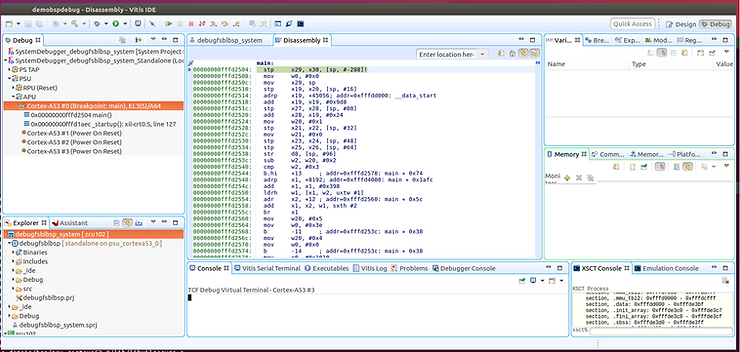 demobspdebug - Disassembly - Vitis IDE
Quick Access
Design
Debug
Debug
SystemDebugger_debugfsblbsp_system [System Project
SystemDebugger_debugfsblbsp_system_Standalone (Loc
PS TAP
PSU
RPU (Reset)
APU
Cortex-A53 #0 (Breakpoint: main), EL3(S)/A64
0x00000000fffd2504 main()
0x00000000fffd1aec _startup(): xil-crt0.S, line 127
Cortex-A53 #1 (Power On Reset)
Cortex-A53 #2 (Power On Reset)
Cortex-A53 #3 (Power On Reset)
debugfsblbsp_system
Disassembly
Enter location her
main:
00000000fffd2504: stp x29, x30, [sp, #-288]!
00000000fffd2508: mov w0, #0x0
00000000fffd250c: mov x29, sp
00000000fffd2510: stp x19, x20, [sp, #16]
00000000fffd2514: adrp x19, +45056; addr=0xfffdd000: __data_start
00000000fffd2518: add x19, x19, #0x9d8
00000000fffd251c: stp x27, x28, [sp, #80]
00000000fffd2520: add x28, x19, #0x24
00000000fffd2524: mov w20, #0x1
00000000fffd2528: stp x21, x22, [sp, #32]
00000000fffd252c: mov w21, #0x0
00000000fffd2530: stp x23, x24, [sp, #48]
00000000fffd2534: stp x25, x26, [sp, #64]
00000000fffd2538: str d8, [sp, #96]
00000000fffd253c: sub w2, w20, #0x2
00000000fffd2540: cmp w2, #0x3
00000000fffd2544: b.hi +13 ; addr=0xfffd2578: main + 0x74
00000000fffd2548: adrp x1, +8192; addr=0xfffd4000: main + 0x1afc
00000000fffd254c: add x1, x1, #0x398
00000000fffd2550: ldrh w1, [x1, w2, uxtw #1]
00000000fffd2554: adr x2, +12 ; addr=0xfffd2560: main + 0x5c
00000000fffd2558: add x1, x2, w1, sxth #2
00000000fffd255c: br x1
00000000fffd2560: mov w20, #0x5
00000000fffd2564: mov w0, #0x3e
00000000fffd2568: b -11 ; addr=0xfffd253c: main + 0x38
00000000fffd256c: mov w20, #0x4
00000000fffd2570: mov w0, #0x0
00000000fffd2574: b -14 ; addr=0xfffd253c: main + 0x38
Vari...
Bre...
Exp...
Mod...
Reg...
Name
Type
Value
Memory
Comm...
Memor...
Platfo...
Moni
Explorer
Assistant
debugfsblbsp_system [ zcu102 ]
debugfsblbsp [ standalone on psu_cortexa53_0 ]
Binaries
Includes
_ide
Debug
src
debugfsblbsp.prj
_ide
Debug
debugfsblbsp_system.sprj
zcu102
Console
Vitis Serial Terminal
Executables
Vitis Log
Problems
Debugger Console
TCF Debug Virtual Terminal - Cortex-A53 #3
XSCT Console
Emulation Console
XSCT Process
section, .mmu_tbl2: 0xfffd9000 - 0xfffdcfff
section, .data: 0xfffdd000 - 0xfffde3bf
section, .init_array: 0xfffde3c0 - 0xfffde3c7
section, .fini_array: 0xfffde3c8 - 0xfffde3cf
section, .sbss: 0xfffde3d0 - 0xfffde3ff
xsct%